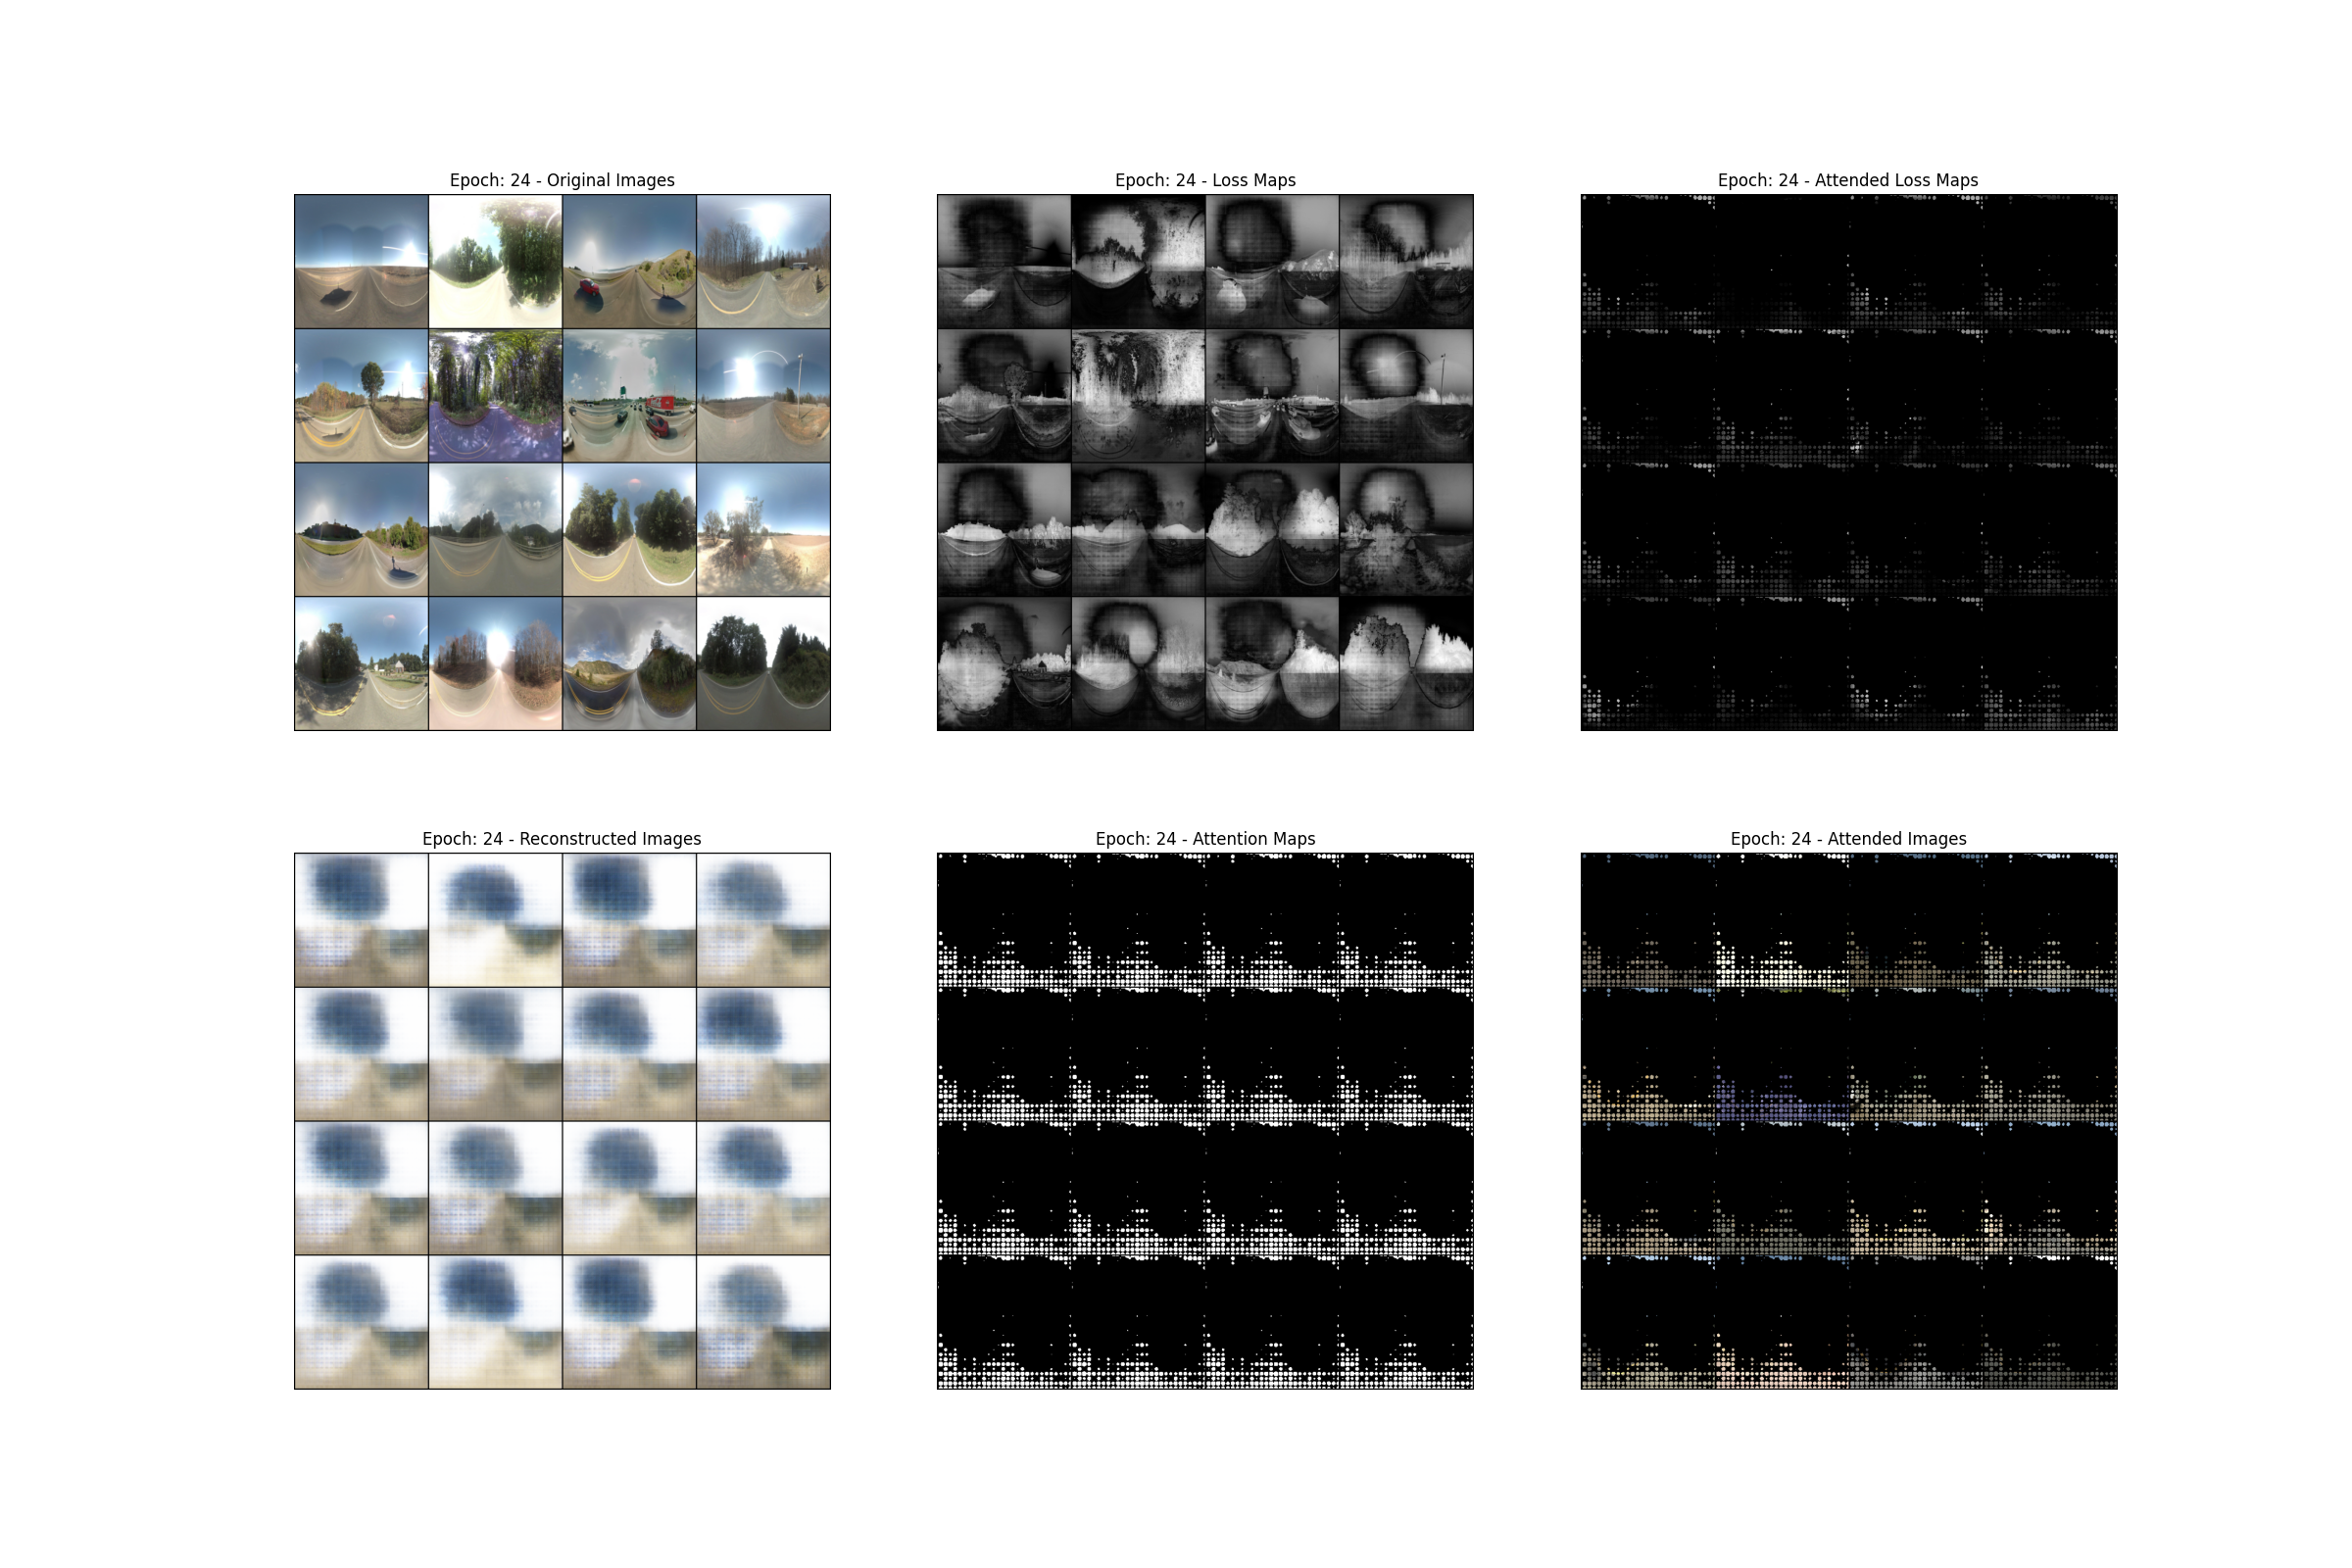 Epoch: 24 - Original Images
Epoch: 24 - Loss Maps
Epoch: 24 - Attended Loss Maps
Epoch: 24 - Reconstructed Images
Epoch: 24 - Attention Maps
Epoch: 24 - Attended Images